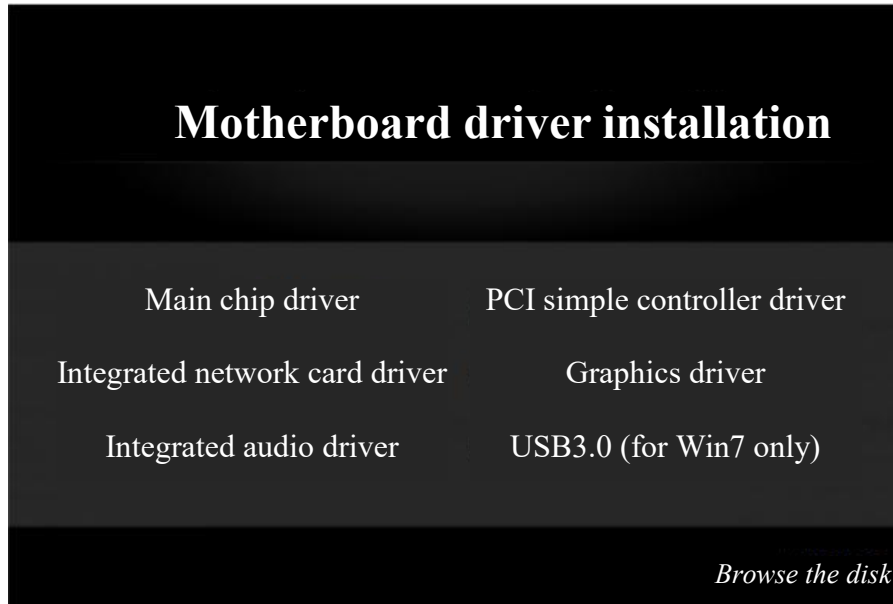 Motherboard driver installation
Main chip driver
PCI simple controller driver
Integrated network card driver
Graphics driver
Integrated audio driver
USB3.0 (for Win7 only)
Browse the disk